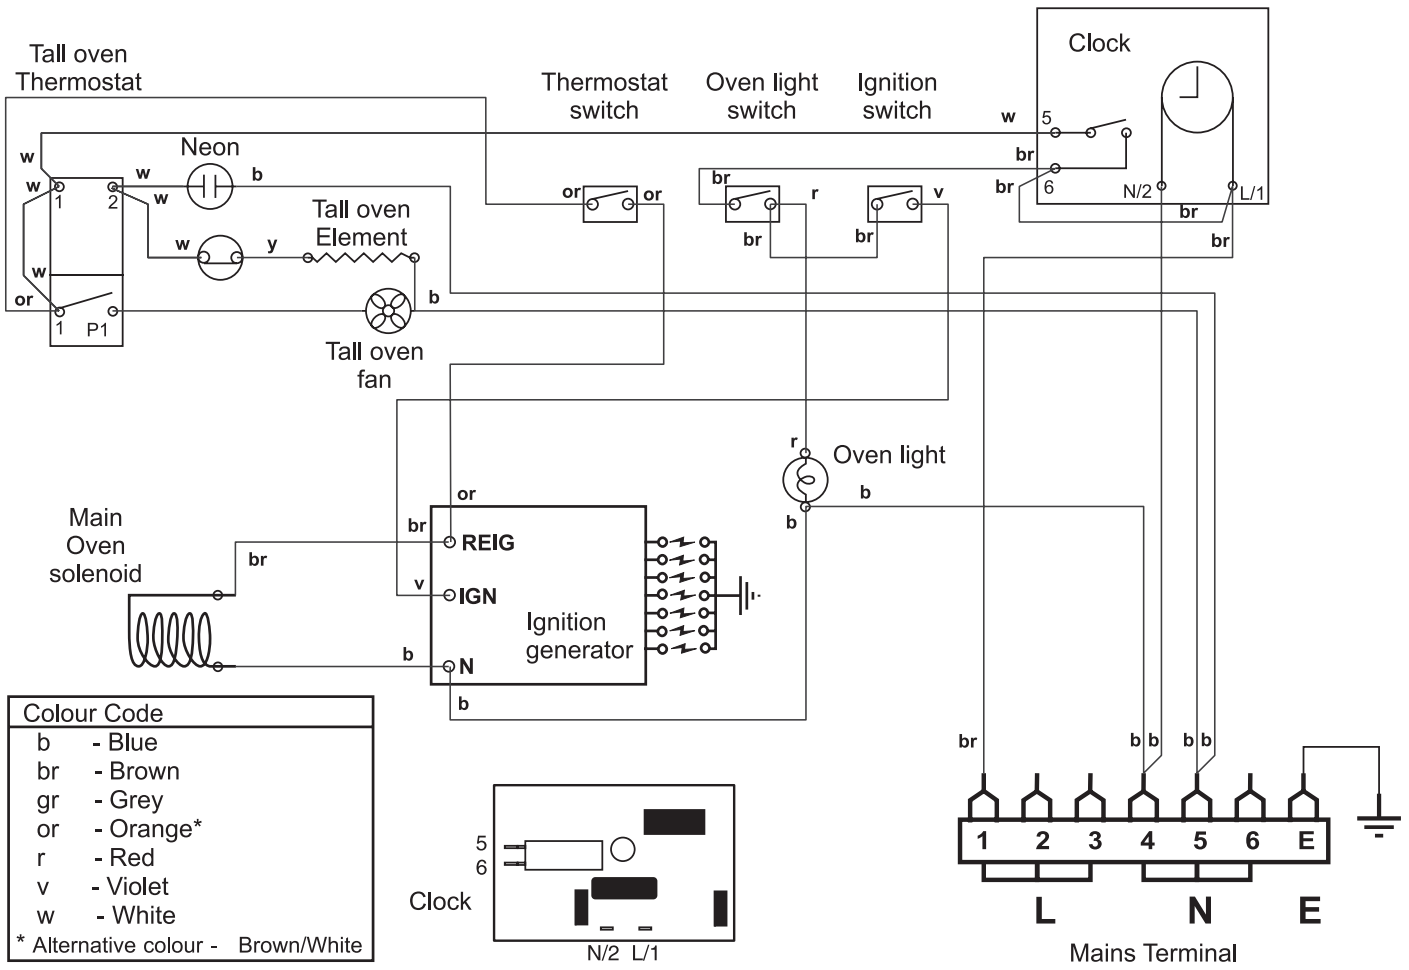 Clock
Tall oven
Thermostat
Thermostat
switch
Oven light
switch
Ignition
switch
w
5
br
6
br
N/2
L/1
br
br
w
w
1
2
w
w
Neon
b
or
or
br
r
br
br
v
Tall oven
Element
w
y
w
or
1
P1
b
Tall oven
fan
r
Oven light
b
b
or
br
REIG
v
IGN
Ignition
generator
b
N
b
Main
Oven
solenoid
br
Colour Code
b - Blue
br - Brown
gr - Grey
or - Orange*
r - Red
v - Violet
w - White
* Alternative colour - Brown/White
5
6
Clock
N/2 L/1
br
b b
b b
1 2 3 4 5 6 E
L N E
Mains Terminal